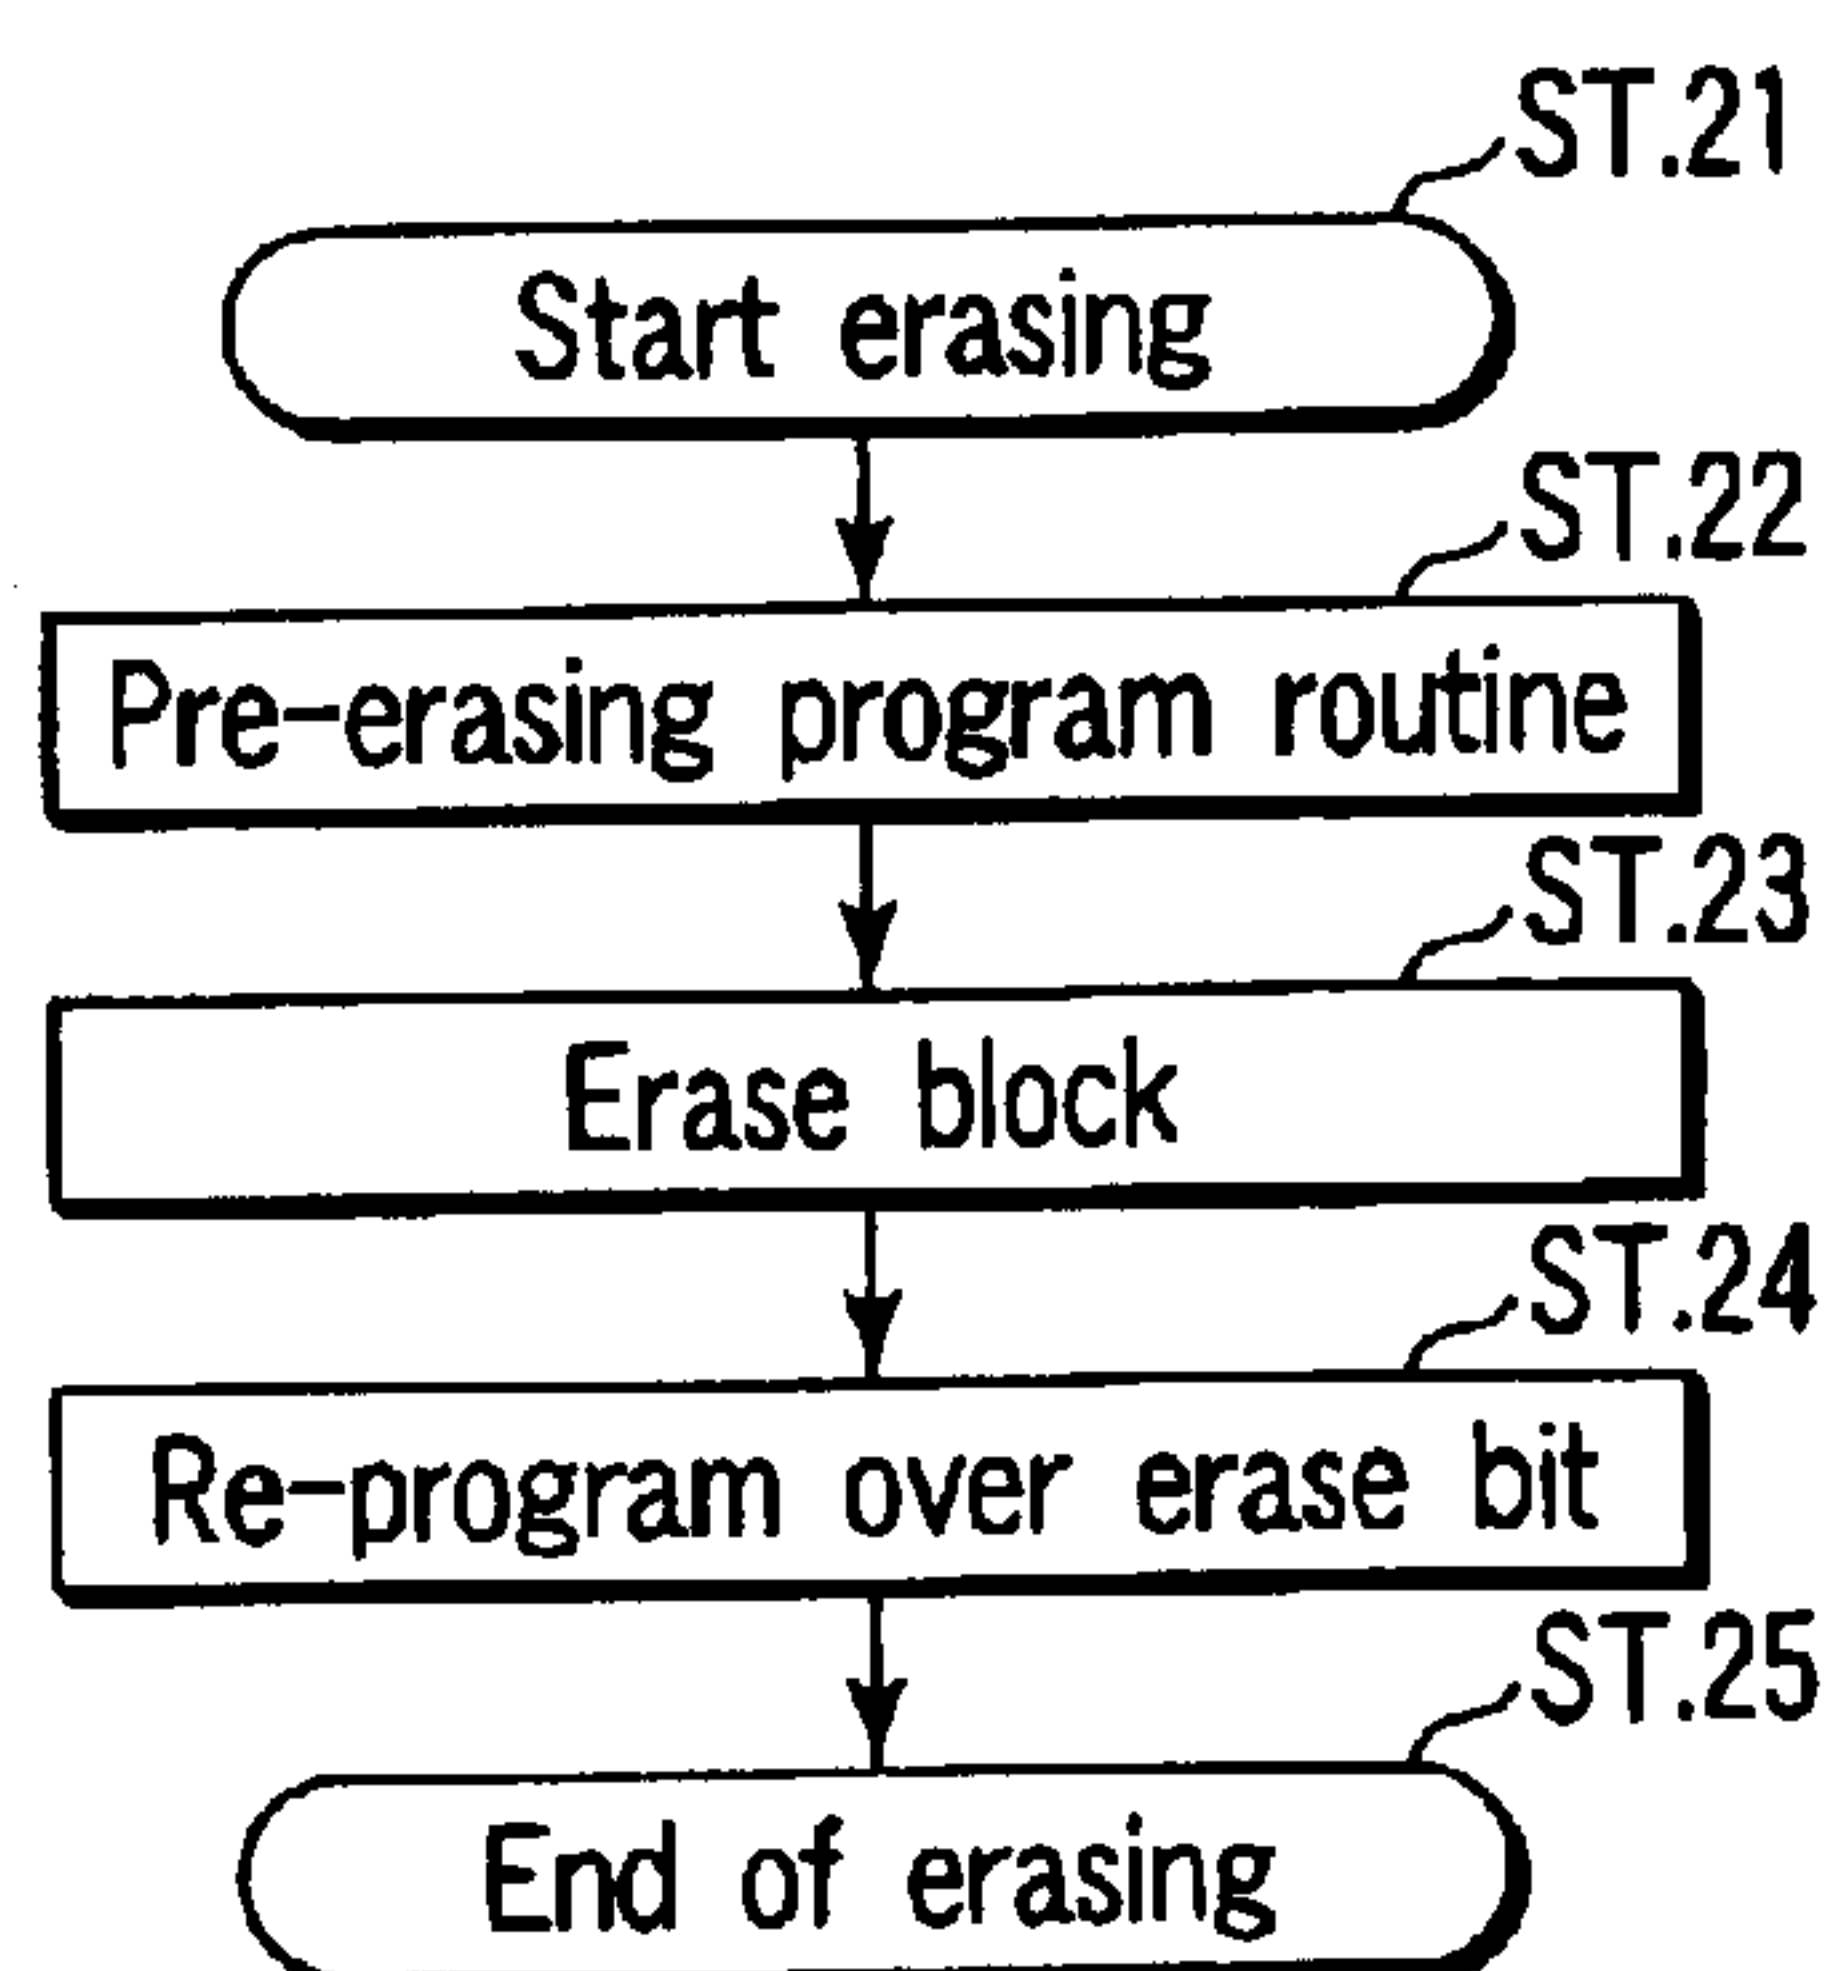 ST.21
Start erasing
ST.22
Pre-erasing program routine
ST.23
Erase block
ST.24
Re-program over erase bit
ST.25
End of erasing